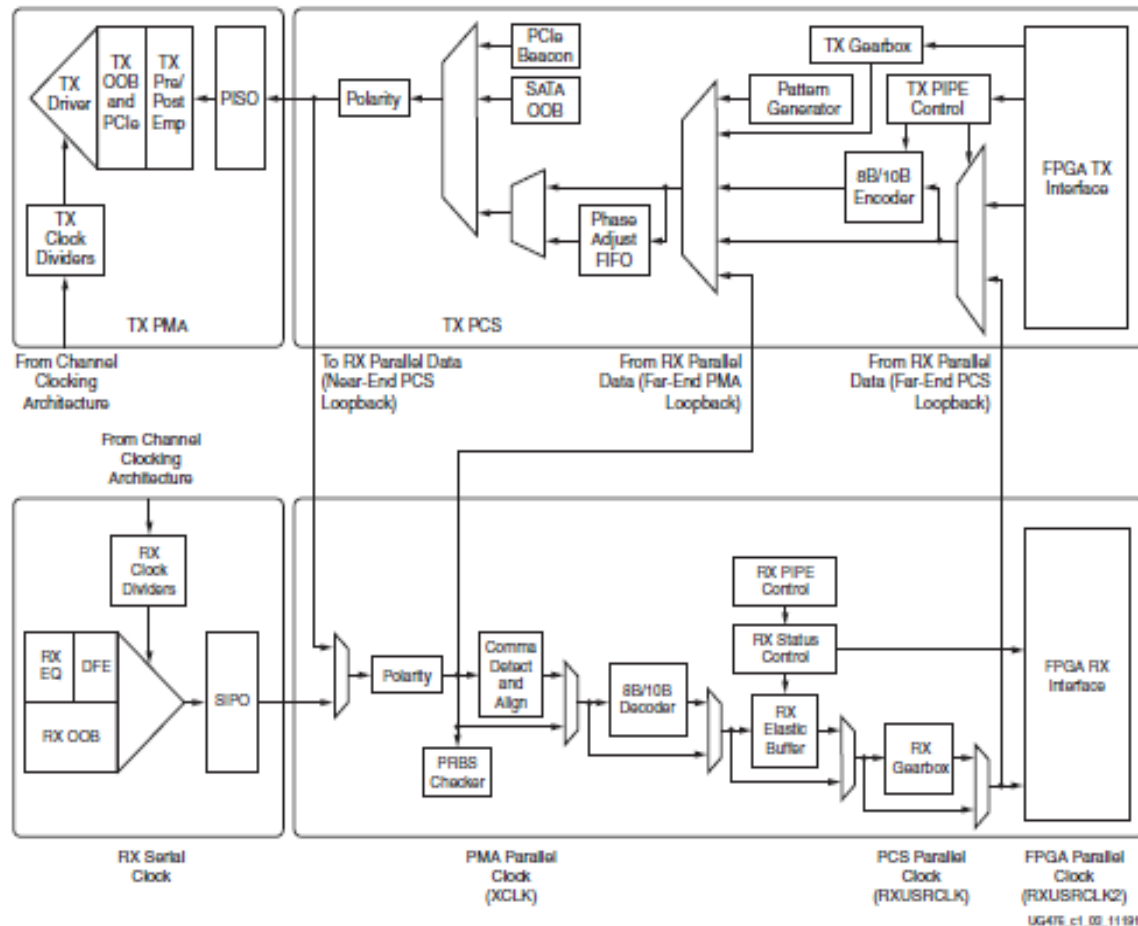 PCIe
Beacon
TX Gearbox
TX
Driver
TX
OOB
and
PCIe
TX
Pre/
Post
Emp
PISO
Polarity
SATA
OOB
Pattern
Generator
TX PIPE
Control
FPGA TX
Interface
8B/10B
Encoder
TX
Clock
Dividers
Phase
Adjust
FIFO
TX PMA
TX PCS
From Channel
Clocking
Architecture
To RX Parallel Data
(Near-End PCS
Loopback)
From RX Parallel
Data (Far-End PMA
Loopback)
From RX Parallel
Data (Far-End PCS
Loopback)
From Channel
Clocking
Architecture
RX
Clock
Dividers
RX PIPE
Control
RX Status
Control
RX
EQ
DFE
RX OOB
SIPO
Polarity
Comma
Detect
and
Align
8B/10B
Decoder
RX
Elastic
Buffer
RX
Gearbox
FPGA RX
Interface
PRBS
Checker
RX Serial
Clock
PMA Parallel
Clock
(XCLK)
PCS Parallel
Clock
(RXUSRCLK)
FPGA Parallel
Clock
(RXUSRCLK2)
UG476_c1_02_11191